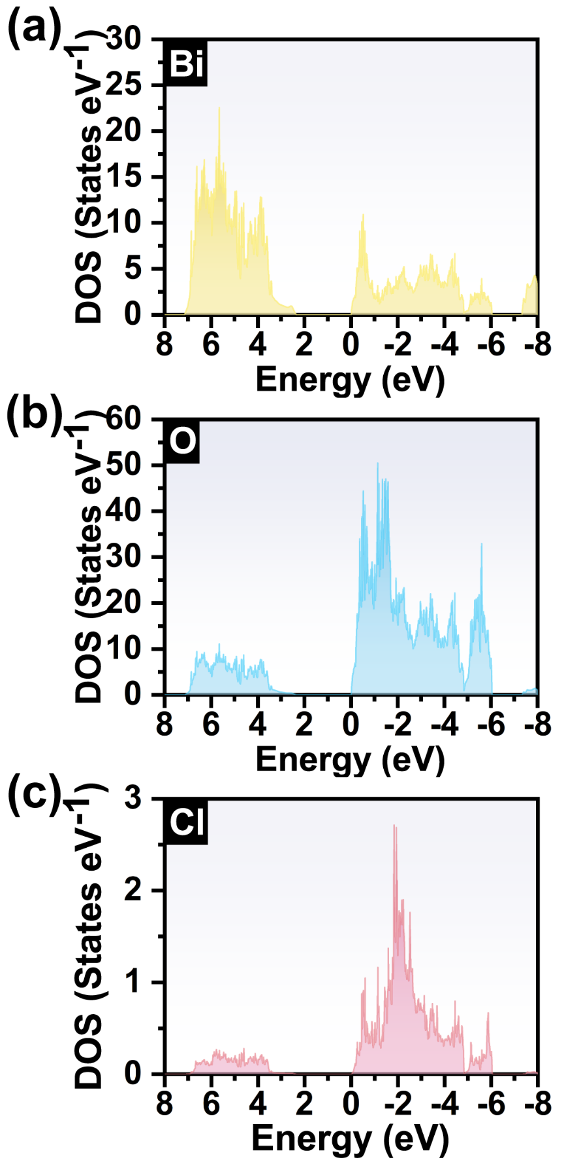 (a)
Bi
DOS (States eV-1)
30
25
20
15
10
5
0
8 6 4 2 0 -2 -4 -6 -8
Energy (eV)
(b)
O
DOS (States eV-1)
60
50
40
30
20
10
0
8 6 4 2 0 -2 -4 -6 -8
Energy (eV)
(c)
Cl
DOS (States eV-1)
3
2
1
0
8 6 4 2 0 -2 -4 -6 -8
Energy (eV)